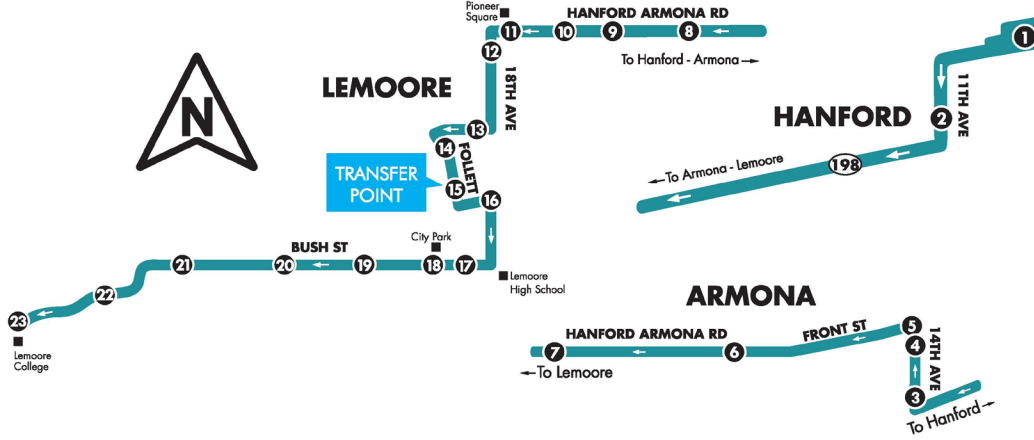 Pioneer
Square
HANFORD ARMONA RD
11
10
9
8
1
12
To Hanford - Armona
LEMOORE
18TH AVE
11TH AVE
N
HANFORD
2
13
14
FOLLETT
198
To Armona - Lemoore
TRANSFER
POINT
15
16
City Park
BUSH ST
21
20
19
18
17
Lemoore
High School
22
23
Lemoore
College
ARMONA
HANFORD ARMONA RD
FRONT ST
5
14TH AVE
4
7
6
To Lemoore
3
To Hanford